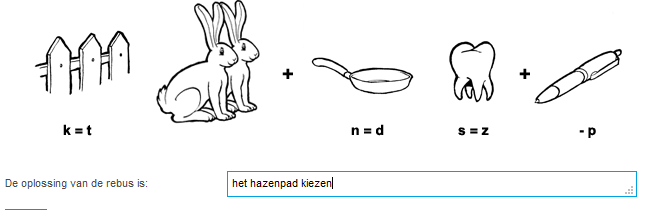 + +
k = t n = d s = z - p
De oplossing van de rebus is: het hazenpad kiezen